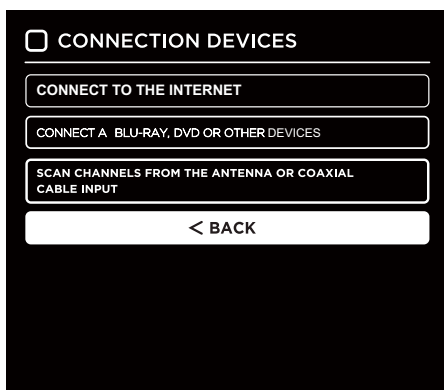 CONNECTION DEVICES
CONNECT TO THE INTERNET
CONNECT A BLU-RAY, DVD OR OTHER DEVICES
SCAN CHANNELS FROM THE ANTENNA OR COAXIAL
CABLE INPUT
< BACK